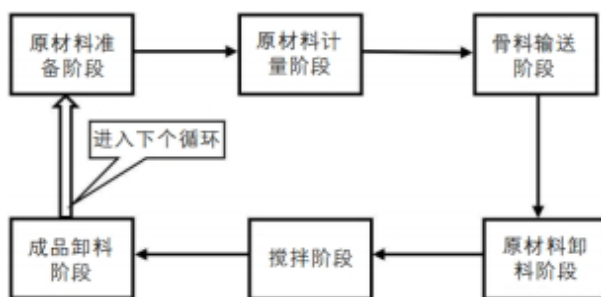 原材料准
备阶段
原材料计
量阶段
骨料输送
阶段
进入下个循环
成品卸料
阶段
搅拌阶段
原材料卸
料阶段